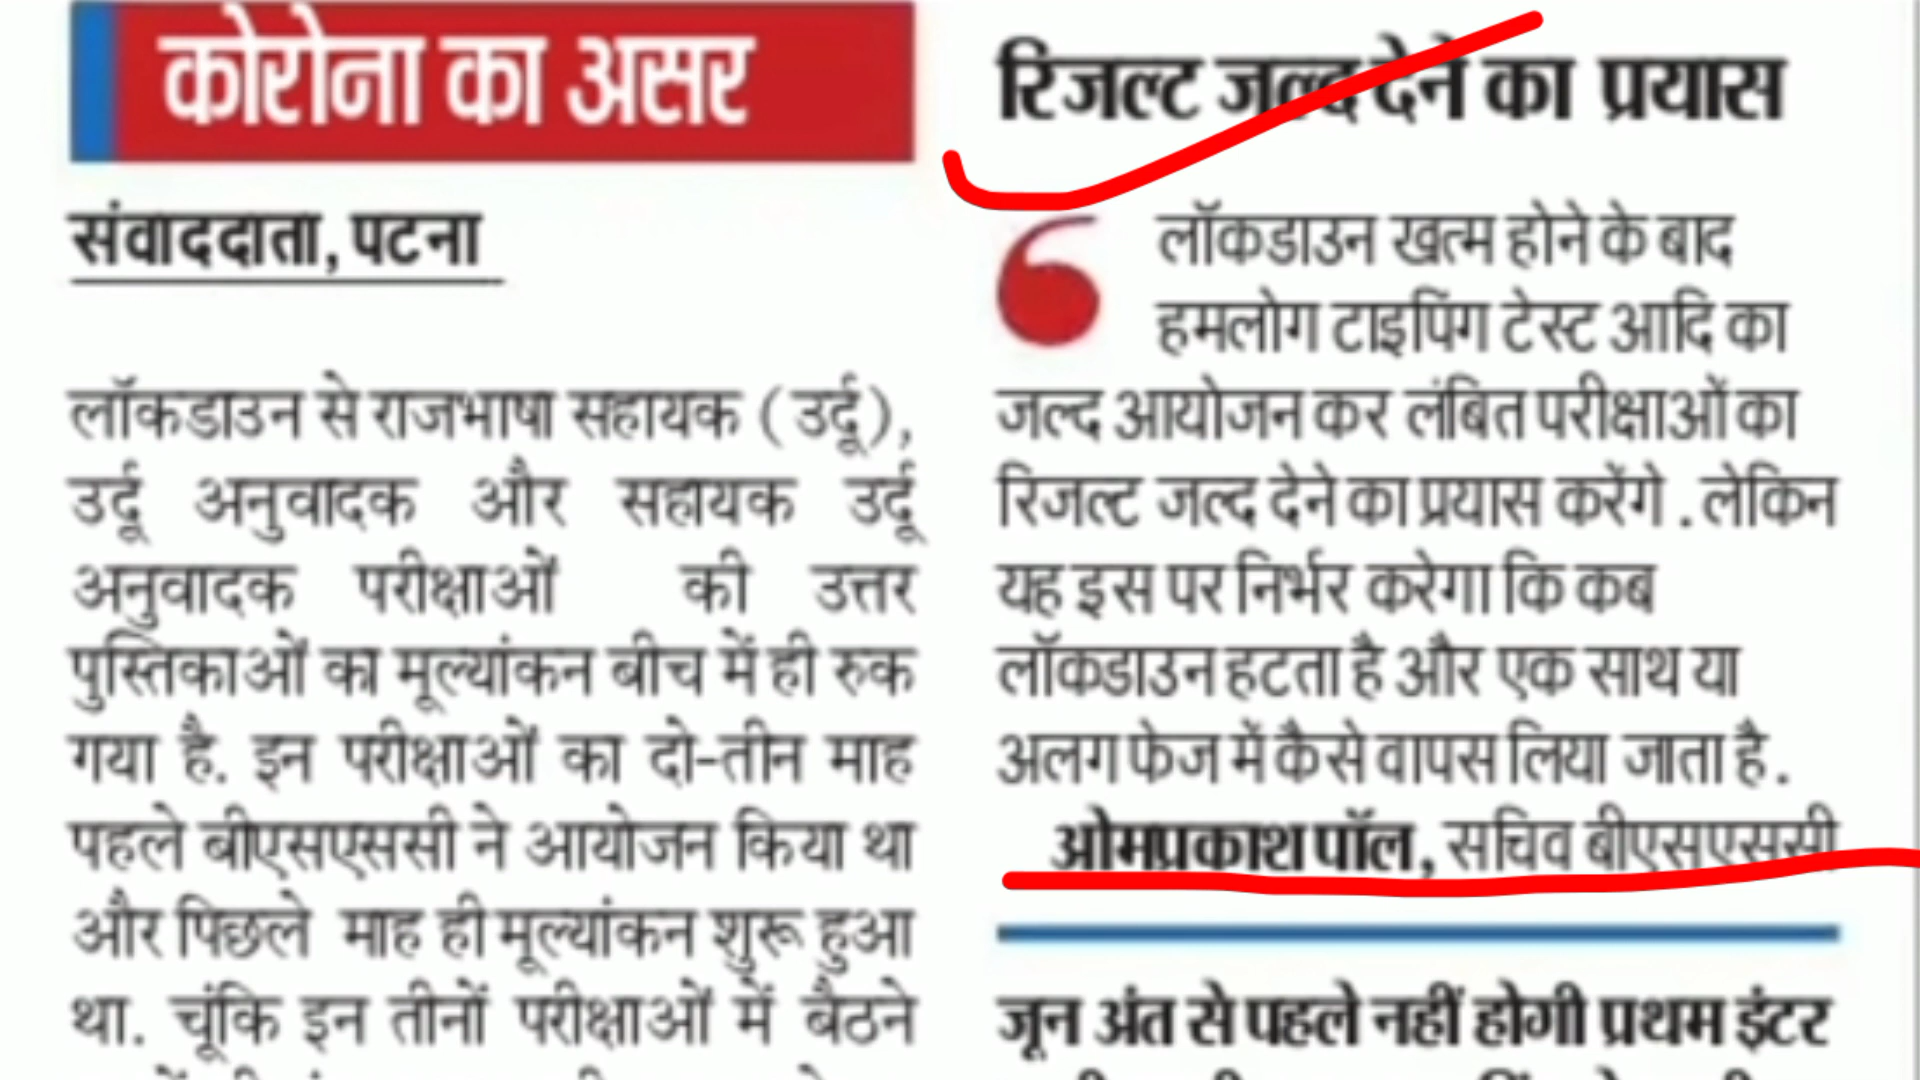 कोरोना का असर
संवाददाता, पटना
लॉकडाउन से राजभाषा सहायक (उर्दू),
उर्दू अनुवादक और सहायक उर्दू
अनुवादक परीक्षाओं की उत्तर
पुस्तिकाओं का मूल्यांकन बीच में ही रुक
गया है. इन परीक्षाओं का दो-तीन माह
पहले बीएसएससी ने आयोजन किया था
और पिछले माह ही मूल्यांकन शुरू हुआ
था. चूंकि इन तीनों परीक्षाओं में बैठने
रिजल्ट जल्द देने का प्रयास
लॉकडाउन खत्म होने के बाद
हमलोग टाइपिंग टेस्ट आदि का
जल्द आयोजन कर लंबित परीक्षाओं का
रिजल्ट जल्द देने का प्रयास करेंगे . लेकिन
यह इस पर निर्भर करेगा कि कब
लॉकडाउन हटता है और एक साथ या
अलग फेज में कैसे वापस लिया जाता है .
ओमप्रकाश पॉल, सचिव बीएसएससी
जून अंत से पहले नहीं होगी प्रथम इंटर